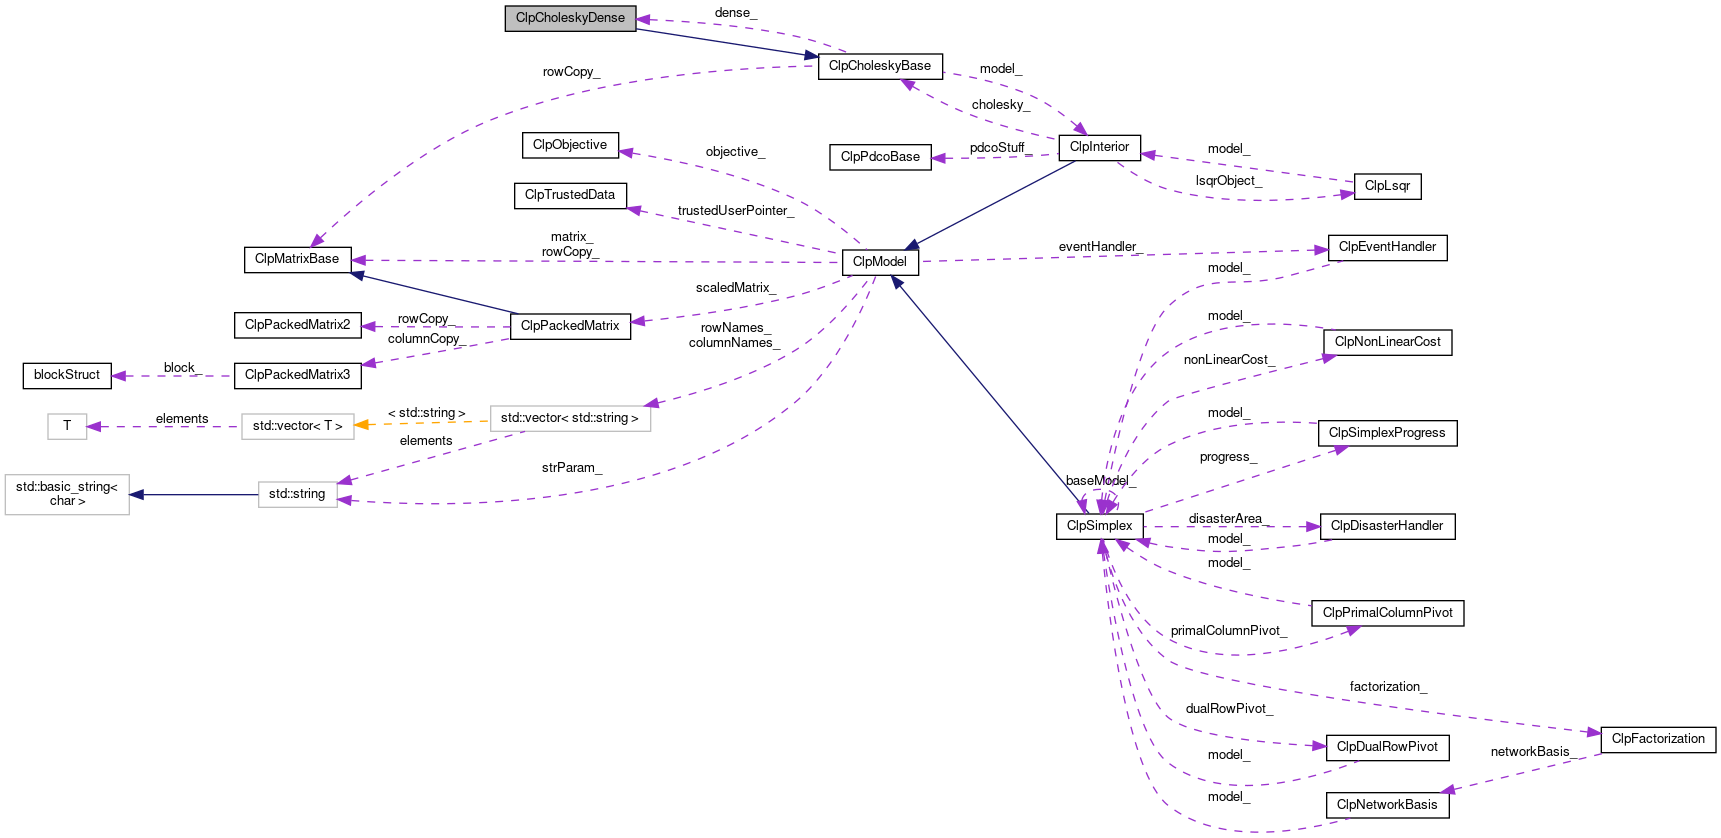 ClpCholeskyDense
dense_
ClpCholeskyBase
rowCopy_
model_
cholesky_
ClpObjective
objective_
ClpPdcoBase
pdcoStuff_
ClpInterior
model_
lsqrObject_
ClpLsqr
ClpTrustedData
trustedUserPointer_
matrix_
rowCopy_
ClpMatrixBase
ClpModel
eventHandler_
ClpEventHandler
model_
scaledMatrix_
ClpPackedMatrix2
rowCopy_
columnCopy_
ClpPackedMatrix
rowNames_
columnNames_
model_
ClpNonLinearCost
nonLinearCost_
blockStruct
block_
ClpPackedMatrix3
T
elements
std::vector< T >
< std::string >
std::vector< std::string >
elements
model_
ClpSimplexProgress
progress_
strParam_
baseModel_
std::basic_string<
char >
std::string
ClpSimplex
disasterArea_
model_
ClpDisasterHandler
model_
ClpPrimalColumnPivot
primalColumnPivot_
factorization_
dualRowPivot_
ClpFactorization
ClpDualRowPivot
model_
networkBasis_
model_
ClpNetworkBasis